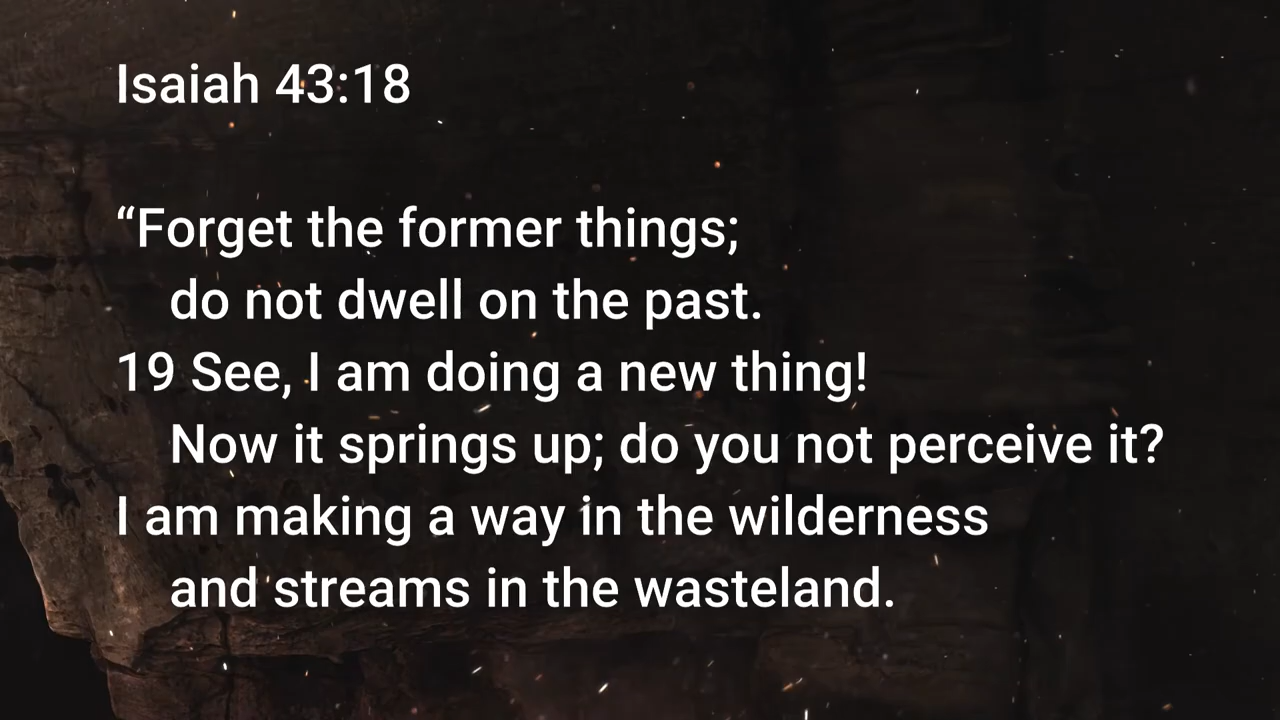 Isaiah 43:18
“Forget the former things;
do not dwell on the past.
19 See, I am doing a new thing!
Now it springs up; do you not perceive it?
I am making a way in the wilderness
and streams in the wasteland.